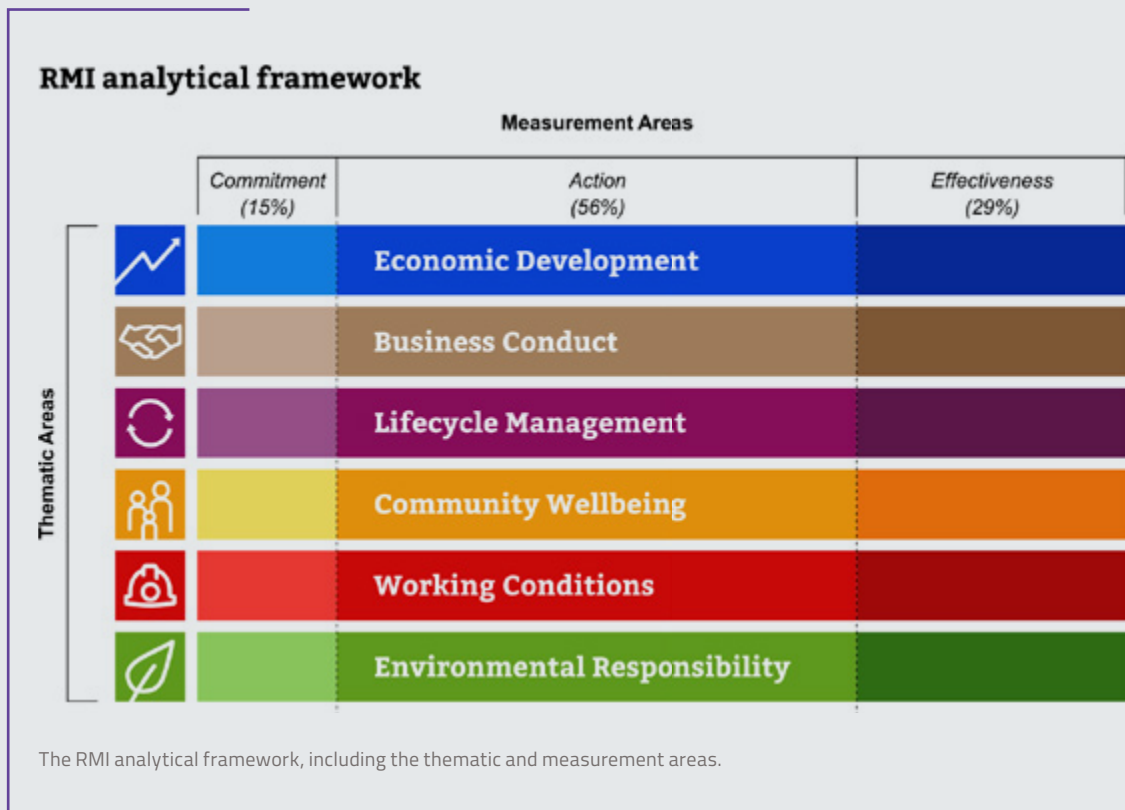 RMI analytical framework
Measurement Areas
Commitment
(15%)
Action
(56%)
Effectiveness
(29%)
Thematic Areas
Economic Development
Business Conduct
Lifecycle Management
Community Wellbeing
Working Conditions
Environmental Responsibility
The RMI analytical framework, including the thematic and measurement areas.